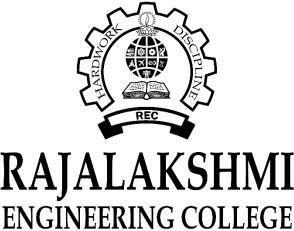 HARDWORK DISCIPLINE
REC
RAJALAKSHMI
ENGINEERING COLLEGE